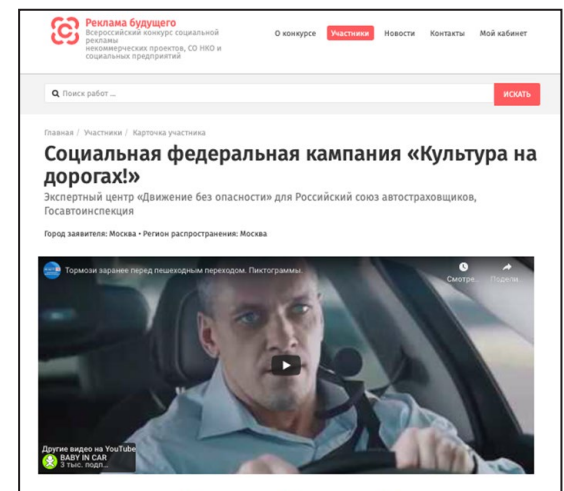 Реклама будущего
Всероссийский конкурс социальной
рекламы
некоммерческих проектов, СО НКО и
социальных предприятий
О конкурсе Участники Новости Контакты Мой кабинет
Поиск работ ...
ИСКАТЬ
Главная / Участники / Карточка участника
Социальная федеральная кампания «Культура на
дорогах!»
Экспертный центр «Движение без опасности» для Российский союз автостраховщиков,
Госавтоинспекция
Город заявителя: Москва • Регион распространения: Москва
Тормози заранее перед пешеходным переходом. Пиктограммы.
Смотре... Подели...
Другие видео на YouTube
BABY IN CAR
3 тыс. подп...